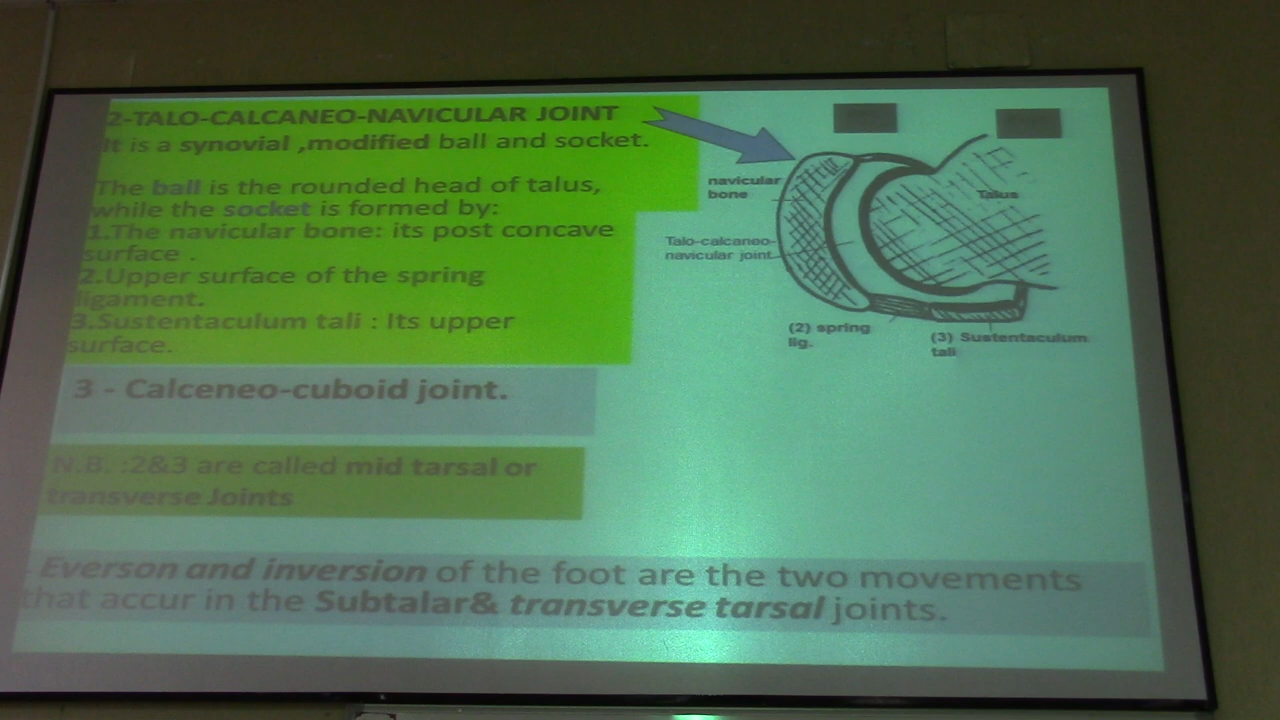 2-TALO-CALCANEO-NAVICULAR JOINT
It is a synovial ,modified ball and socket.
The ball is the rounded head of talus,
while the socket is formed by:
1.The navicular bone: its post concave
surface .
2.Upper surface of the spring
ligament.
3.Sustentaculum tali : Its upper
surface.
navicular
bone
Talus
Talo-calcaneo-
navicular joint
(2) spring
lig.
(3) Sustentaculum
tali
3 - Calceneo-cuboid joint.
N.B. :2&3 are called mid tarsal or
transverse Joints
- Everson and inversion of the foot are the two movements
that accur in the Subtalar& transverse tarsal joints.